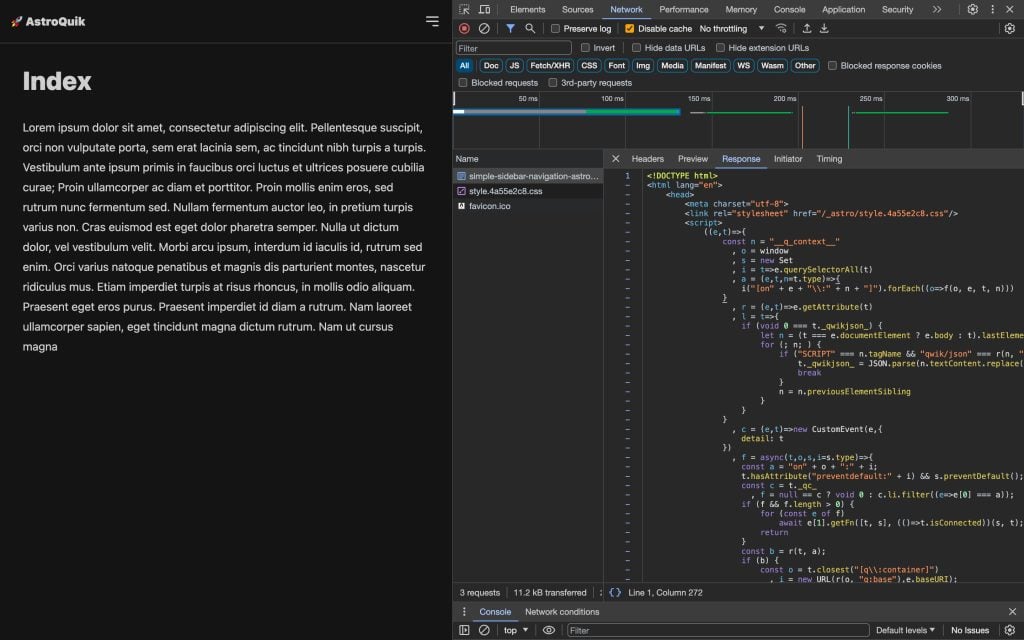 🚀 AstroQuik
Index
Lorem ipsum dolor sit amet, consectetur adipiscing elit. Pellentesque suscipit,
orci non vulputate porta, sem erat lacinia sem, ac tincidunt nibh turpis a turpis.
Vestibulum ante ipsum primis in faucibus orci luctus et ultrices posuere cubilia
curae; Proin ullamcorper ac diam et porttitor. Proin mollis enim eros, sed
rutrum nunc fermentum sed. Nullam fermentum auctor leo, in pretium turpis
varius non. Cras euismod est eget dolor pharetra semper. Nulla ut dictum
dolor, vel vestibulum velit. Morbi arcu ipsum, interdum id iaculis id, rutrum sed
enim. Orci varius natoque penatibus et magnis dis parturient montes, nascetur
ridiculus mus. Etiam imperdiet turpis at risus rhoncus, in mollis odio aliquam.
Praesent eget eros purus. Praesent imperdiet id diam a rutrum. Nam laoreet
ullamcorper sapien, eget tincidunt magna dictum rutrum. Nam ut cursus
magna
Elements Sources Network Performance Memory Console Application Security
Preserve log Disable cache No throttling
Filter Invert Hide data URLs Hide extension URLs
All Doc JS Fetch/XHR CSS Font Img Media Manifest WS Wasm Other Blocked response cookies
Blocked requests 3rd-party requests
50 ms 100 ms 150 ms 200 ms 250 ms 300 ms
Name
simple-sidebar-navigation-astro...
style.4a55e2c8.css
favicon.ico
Headers Preview Response Initiator Timing
1 <!DOCTYPE html>
<html lang="en">
<head>
<meta charset="utf-8">
<link rel="stylesheet" href="/_astro/style.4a55e2c8.css"/>
<script>
((e,t)=>{
const n = "__q_context__"
, o = window
, s = new Set
, i = t=>e.querySelectorAll(t)
, a = (e,t,n=t.type)=>{
i("[on" + e + "\\:" + n + "]").forEach((o=>f(o, e, t, n)))
}
, r = (e,t)=>e.getAttribute(t)
, l = t=>{
if (void 0 === t._qwikjson_) {
let n = (t === e.documentElement ? e.body : t).lastEleme
for (; n; ) {
if ("SCRIPT" === n.tagName && "qwik/json" === r(n, "
t._qwikjson_ = JSON.parse(n.textContent.replace(
break
}
n = n.previousElementSibling
}
}
}
, c = (e,t)=>new CustomEvent(e,{
detail: t
})
, f = async(t,o,s,i=s.type)=>{
const a = "on" + o + ":" + i;
t.hasAttribute("preventdefault:" + i) && s.preventDefault();
const c = t._qc_
, f = null == c ? void 0 : c.li.filter((e=>e[0] === a));
if (f && f.length > 0) {
for (const e of f)
await e[1].getFn([t, s], (()=>t.isConnected))(s, t);
return
}
const b = r(t, a);
if (b) {
const o = t.closest("[q\\:container]")
, i = new URL(r(o, "q:base"),e.baseURI);
3 requests 11.2 kB transferred {} Line 1, Column 272
Console Network conditions
top Filter Default levels No Issues